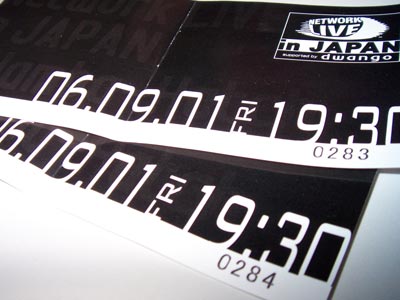 NETWORK
LIVE
in JAPAN
supported by dwango
06.09.01 FRI 19:30
0283
06.09.01 FRI 19:30
0284